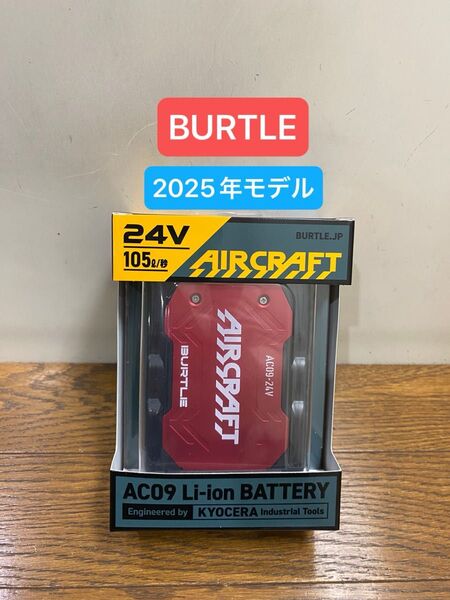 BURTLE
2025年モデル
24V
105ℓ/秒
AIRCRAFT
BURTLE.JP
AIRCRAFT
BURTLE
AC09-24V
AC09 Li-ion BATTERY
Engineered by KYOCERA Industrial Tools